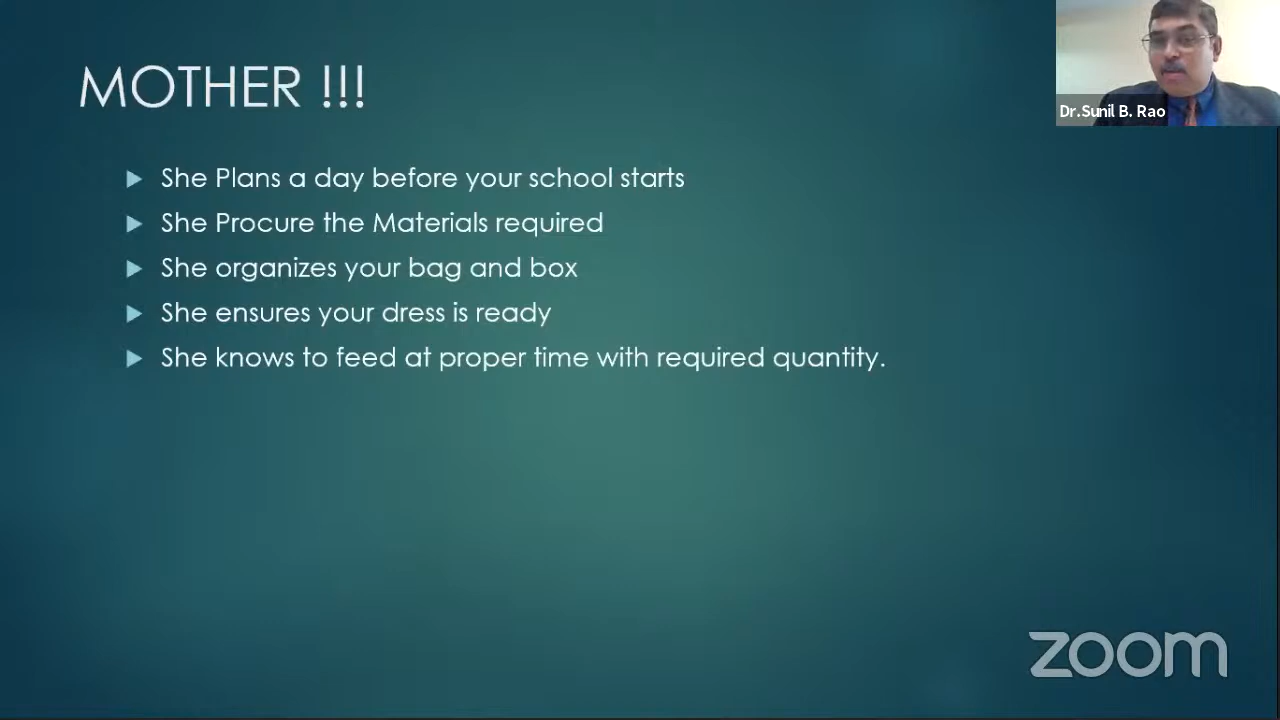 MOTHER !!!
Dr.Sunil B. Rao
She Plans a day before your school starts
She Procure the Materials required
She organizes your bag and box
She ensures your dress is ready
She knows to feed at proper time with required quantity.
zoom